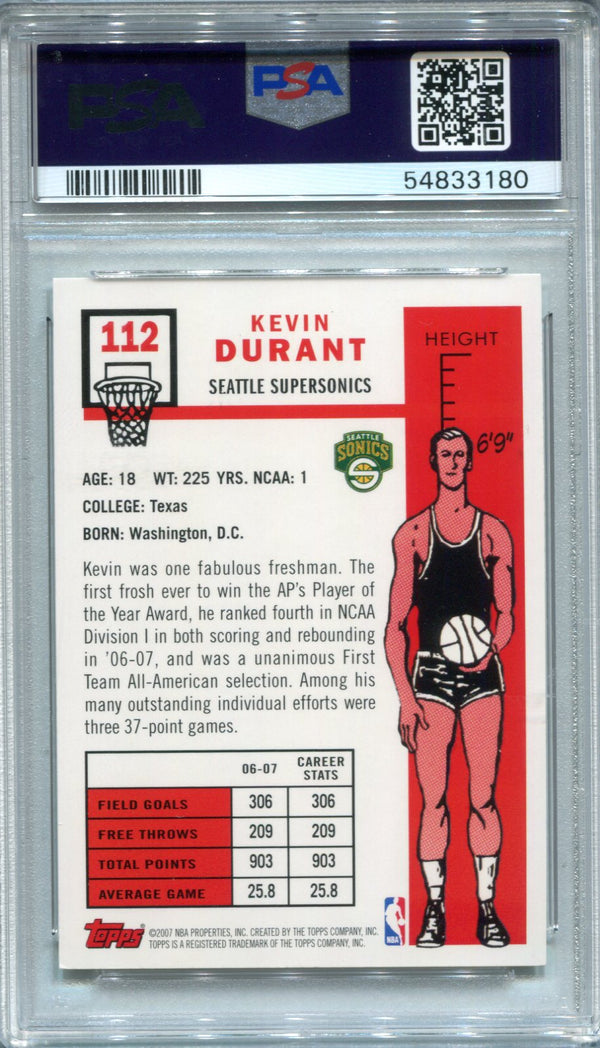 PSA
PSA
54833180
112
KEVIN
DURANT
SEATTLE SUPERSONICS
HEIGHT
6'9"
SEATTLE
SONICS
AGE: 18 WT: 225 YRS. NCAA: 1
COLLEGE: Texas
BORN: Washington, D.C.
Kevin was one fabulous freshman. The
first frosh ever to win the AP's Player of
the Year Award, he ranked fourth in NCAA
Division I in both scoring and rebounding
in '06-07, and was a unanimous First
Team All-American selection. Among his
many outstanding individual efforts were
three 37-point games.
06-07 CAREER STATS
FIELD GOALS 306 306
FREE THROWS 209 209
TOTAL POINTS 903 903
AVERAGE GAME 25.8 25.8
Topps ©2007 NBA PROPERTIES, INC. CREATED BY THE TOPPS COMPANY, INC.
TOPPS IS A REGISTERED TRADEMARK OF THE TOPPS COMPANY, INC.
NBA